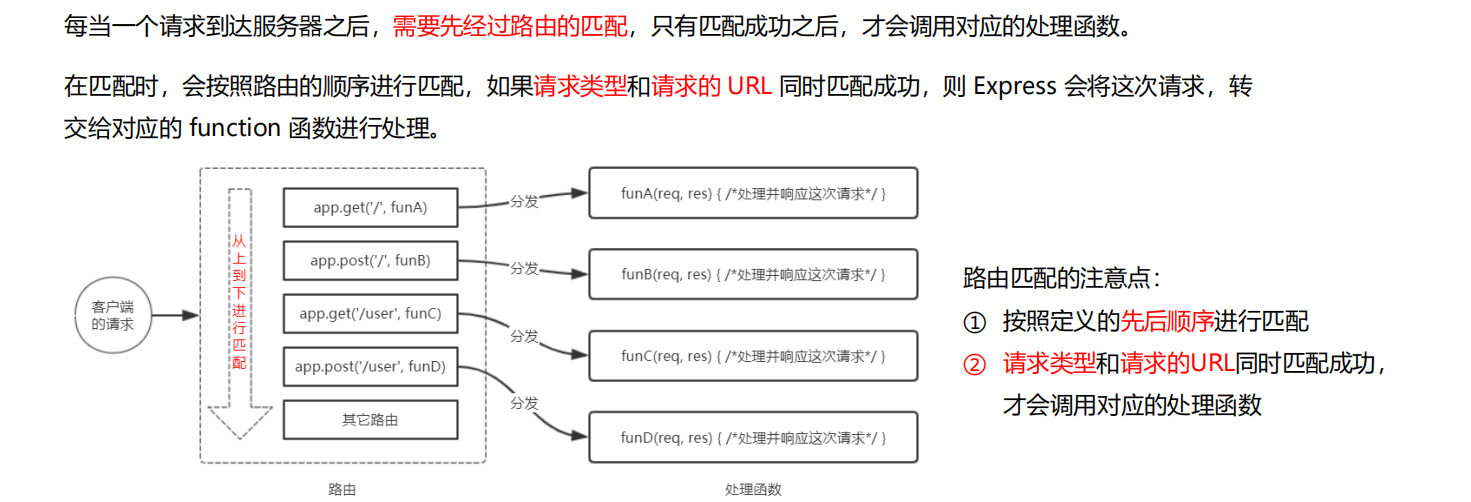 每当一个请求到达服务器之后，需要先经过路由的匹配，只有匹配成功之后，才会调用对应的处理函数。
在匹配时，会按照路由的顺序进行匹配，如果请求类型和请求的 URL 同时匹配成功，则 Express 会将这次请求，转
交给对应的 function 函数进行处理。
客户端
的请求
从上到下进行匹配
app.get('/', funA)
app.post('/', funB)
app.get('/user', funC)
app.post('/user', funD)
其它路由
路由
分发
分发
分发
分发
funA(req, res) { /*处理并响应这次请求*/ }
funB(req, res) { /*处理并响应这次请求*/ }
funC(req, res) { /*处理并响应这次请求*/ }
funD(req, res) { /*处理并响应这次请求*/ }
处理函数
路由匹配的注意点：
① 按照定义的先后顺序进行匹配
② 请求类型和请求的URL同时匹配成功，
才会调用对应的处理函数